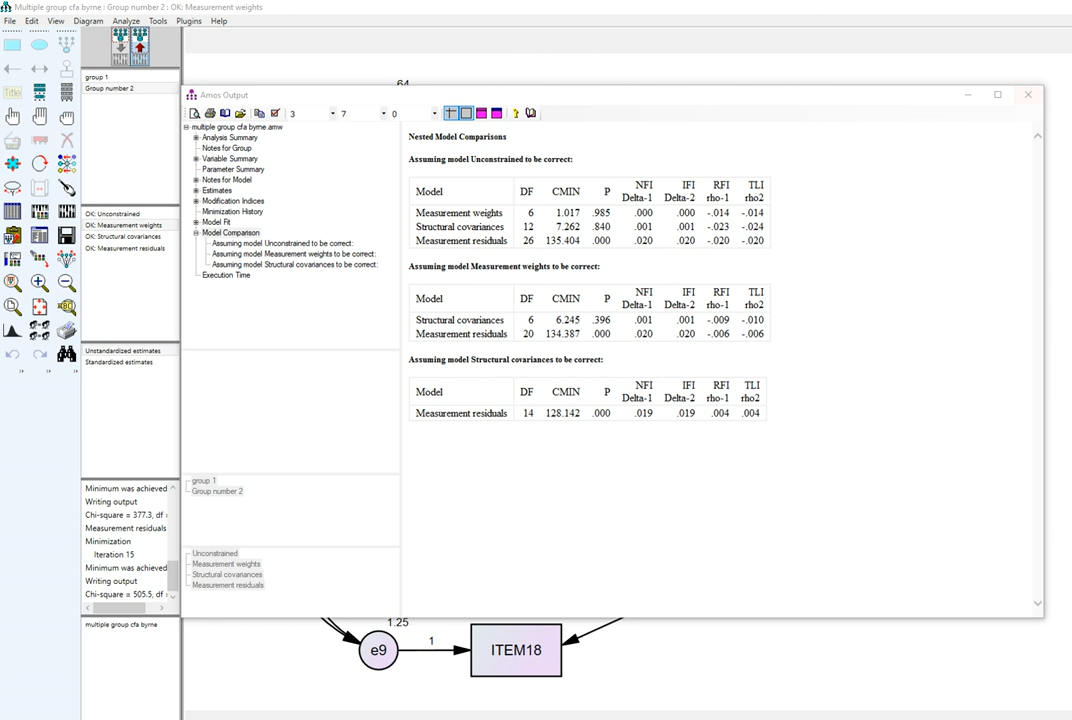 Multiple group cfa byrne : Group number 2 : OK: Measurement weights
File Edit View Diagram Analyze Tools Plugins Help
Title
ABC
group 1
Group number 2
OK: Unconstrained
OK: Measurement weights
OK: Structural covariances
OK: Measurement residuals
Unstandardized estimates
Standardized estimates
Minimum was achieved
Writing output
Chi-square = 377.3, df =
Measurement residuals
Minimization
Iteration 15
Minimum was achieved
Writing output
Chi-square = 505.5, df =
multiple group cfa byrne
64
Amos Output
3 7 0
multiple group cfa byrne.amw
Analysis Summary
Notes for Group
Variable Summary
Parameter Summary
Notes for Model
Estimates
Modification Indices
Minimization History
Model Fit
Model Comparison
Assuming model Unconstrained to be correct:
Assuming model Measurement weights to be correct:
Assuming model Structural covariances to be correct:
Execution Time
group 1
Group number 2
Unconstrained
Measurement weights
Structural covariances
Measurement residuals
Nested Model Comparisons
Assuming model Unconstrained to be correct:
Model DF CMIN P NFI Delta-1 IFI Delta-2 RFI rho-1 TLI rho2
Measurement weights 6 1.017 .985 .000 .000 -.014 -.014
Structural covariances 12 7.262 .840 .001 .001 -.023 -.024
Measurement residuals 26 135.404 .000 .020 .020 -.020 -.020
Assuming model Measurement weights to be correct:
Model DF CMIN P NFI Delta-1 IFI Delta-2 RFI rho-1 TLI rho2
Structural covariances 6 6.245 .396 .001 .001 -.009 -.010
Measurement residuals 20 134.387 .000 .020 .020 -.006 -.006
Assuming model Structural covariances to be correct:
Model DF CMIN P NFI Delta-1 IFI Delta-2 RFI rho-1 TLI rho2
Measurement residuals 14 128.142 .000 .019 .019 .004 .004
1.25
e9 1 ITEM18